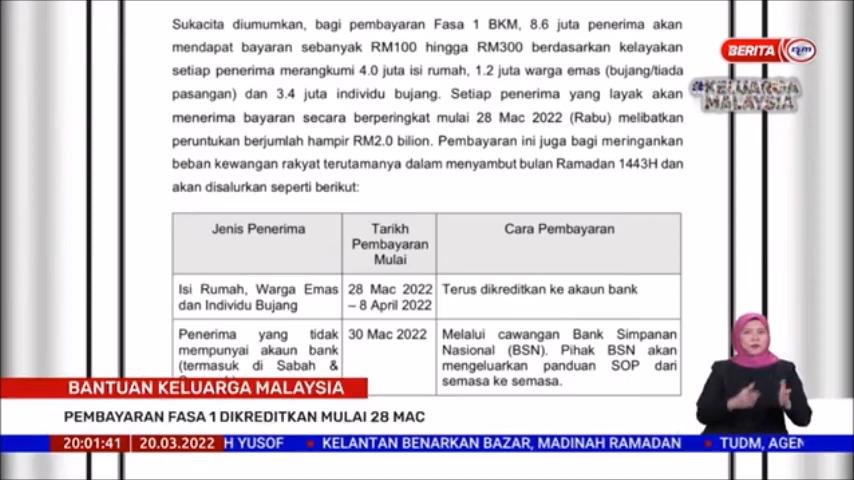 Sukacita diumumkan, bagi pembayaran Fasa 1 BKM, 8.6 juta penerima akan
mendapat bayaran sebanyak RM100 hingga RM300 berdasarkan kelayakan
setiap penerima merangkumi 4.0 juta isi rumah, 1.2 juta warga emas (bujang/tiada
pasangan) dan 3.4 juta individu bujang. Setiap penerima yang layak akan
menerima bayaran secara berperingkat mulai 28 Mac 2022 (Rabu) melibatkan
peruntukan berjumlah hampir RM2.0 bilion. Pembayaran ini juga bagi meringankan
beban kewangan rakyat terutamanya dalam menyambut bulan Ramadan 1443H dan
akan disalurkan seperti berikut:
BERITA rtm
#KELUARGA
MALAYSIA
Jenis Penerima
Tarikh
Pembayaran
Mulai
Cara Pembayaran
Isi Rumah, Warga Emas
dan Individu Bujang
28 Mac 2022
– 8 April 2022
Terus dikreditkan ke akaun bank
Penerima yang tidak
mempunyai akaun bank
(termasuk di Sabah &
30 Mac 2022
Melalui cawangan Bank Simpanan
Nasional (BSN). Pihak BSN akan
mengeluarkan panduan SOP dari
semasa ke semasa.
BANTUAN KELUARGA MALAYSIA
PEMBAYARAN FASA 1 DIKREDITKAN MULAI 28 MAC
20:01:41 20.03.2022 H YUSOF • KELANTAN BENARKAN BAZAR, MADINAH RAMADAN • TUDM, AGEN